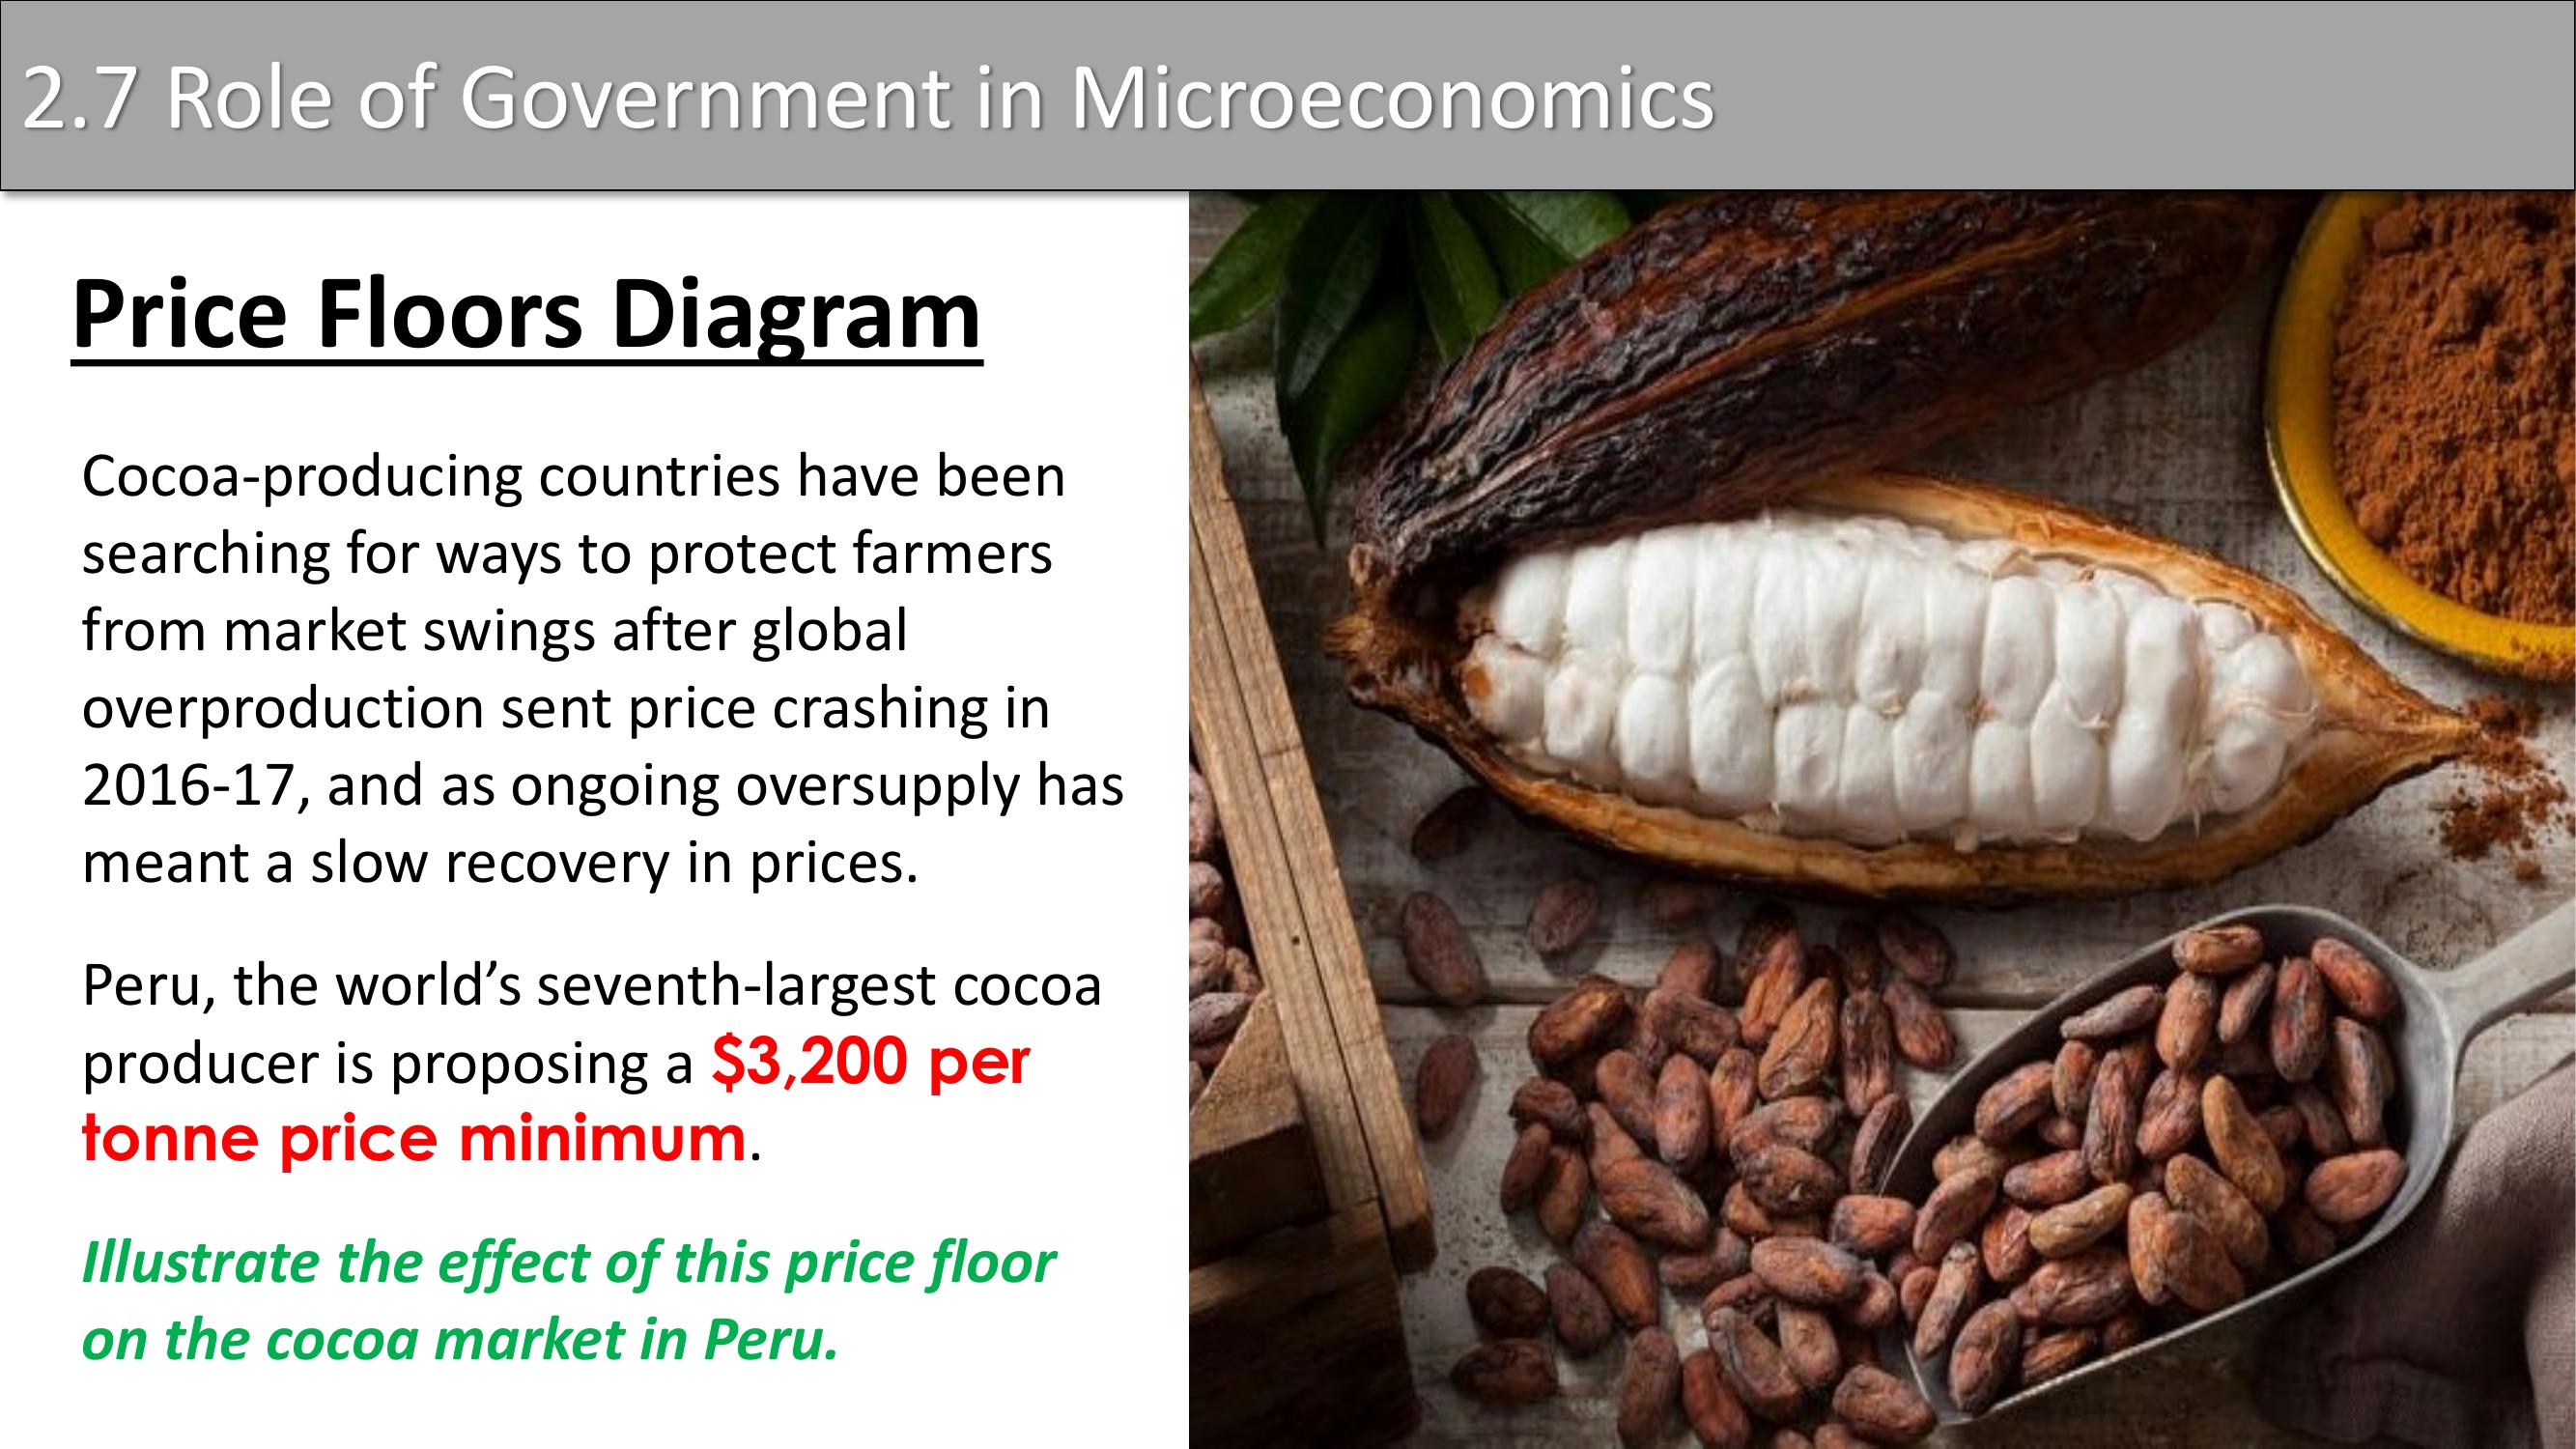 2.7 Role of Government in Microeconomics
Price Floors Diagram
Cocoa-producing countries have been
searching for ways to protect farmers
from market swings after global
overproduction sent price crashing in
2016-17, and as ongoing oversupply has
meant a slow recovery in prices.
Peru, the world’s seventh-largest cocoa
producer is proposing a $3,200 per
tonne price minimum.
Illustrate the effect of this price floor
on the cocoa market in Peru.